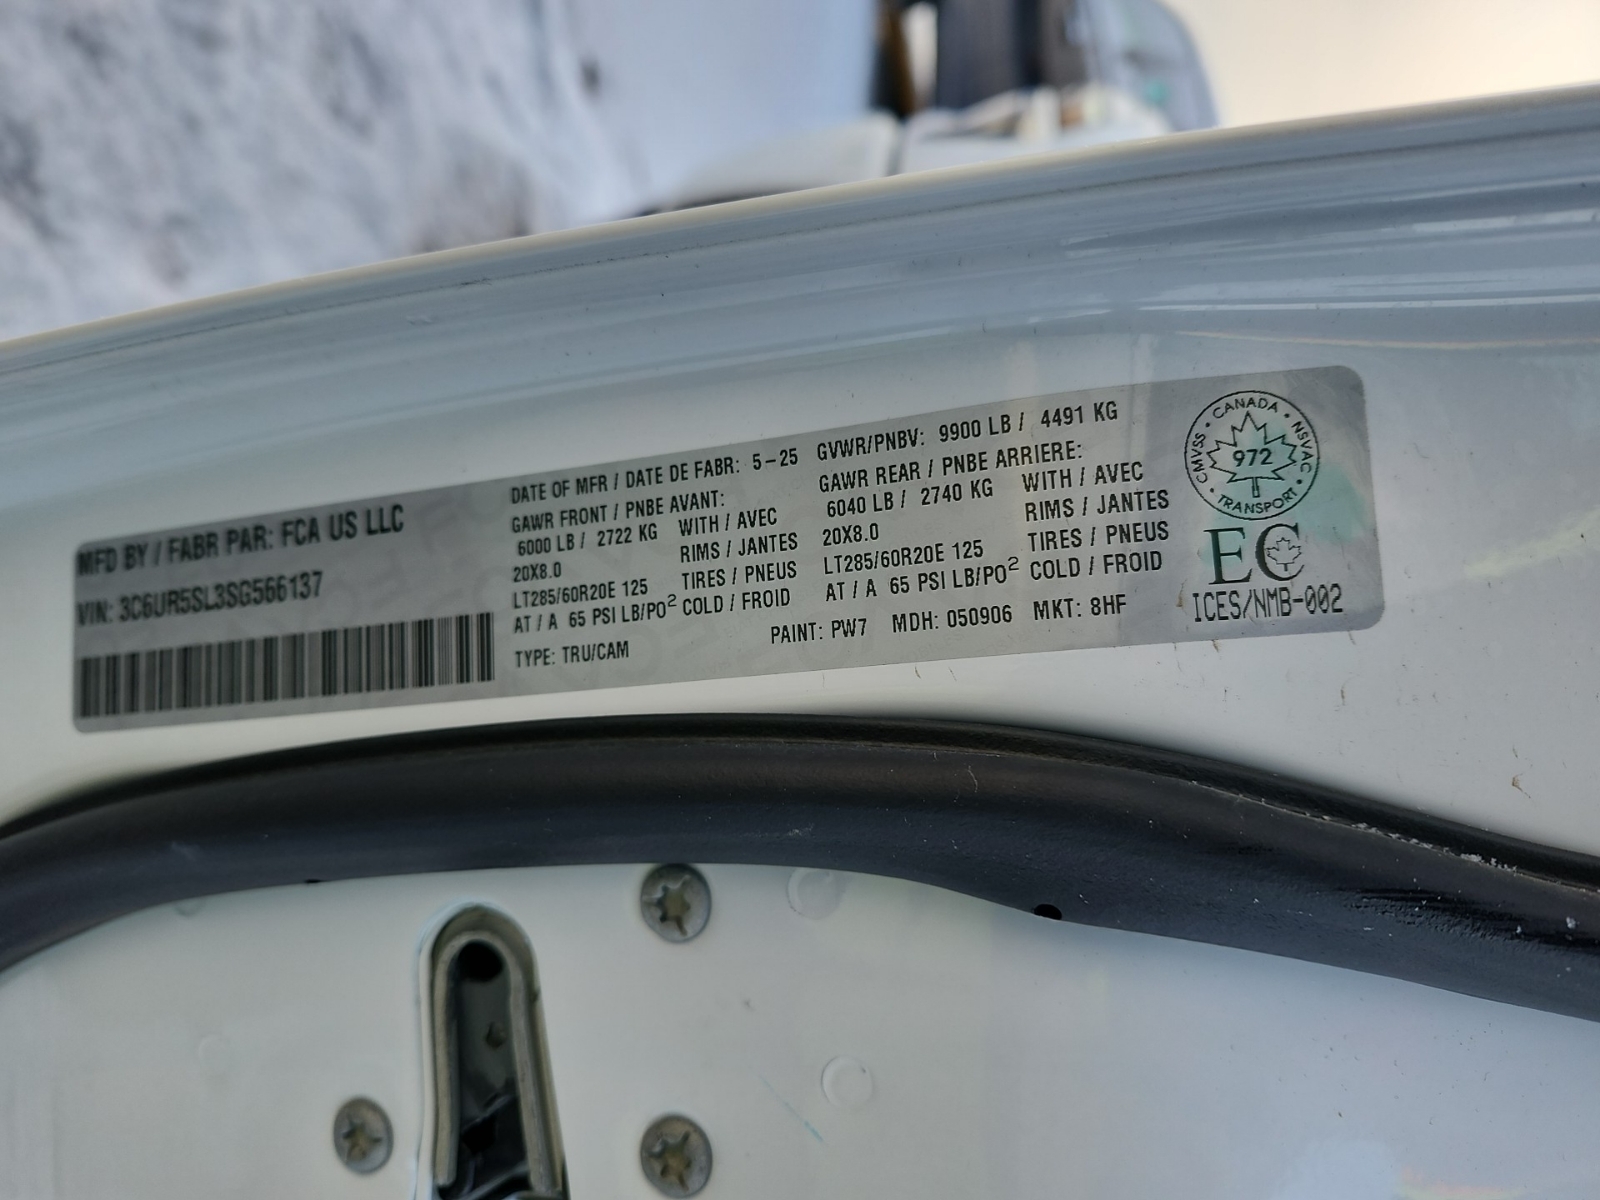 MFD BY / FABR PAR: FCA US LLC
VIN: 3C6UR5SL3SG566137
DATE OF MFR / DATE DE FABR: 5-25
GAWR FRONT / PNBE AVANT:
6000 LB / 2722 KG WITH / AVEC
20X8.0 RIMS / JANTES
LT285/60R20E 125 TIRES / PNEUS
AT / A 65 PSI LB/PO² COLD / FROID
TYPE: TRU/CAM
GVWR/PNBV: 9900 LB / 4491 KG
GAWR REAR / PNBE ARRIERE:
6040 LB / 2740 KG WITH / AVEC
20X8.0 RIMS / JANTES
LT285/60R20E 125 TIRES / PNEUS
AT / A 65 PSI LB/PO² COLD / FROID
PAINT: PW7 MDH: 050906 MKT: 8HF
CMVSS • CANADA • NSVAC • TRANSPORT •
972
EC
ICES/NMB-002